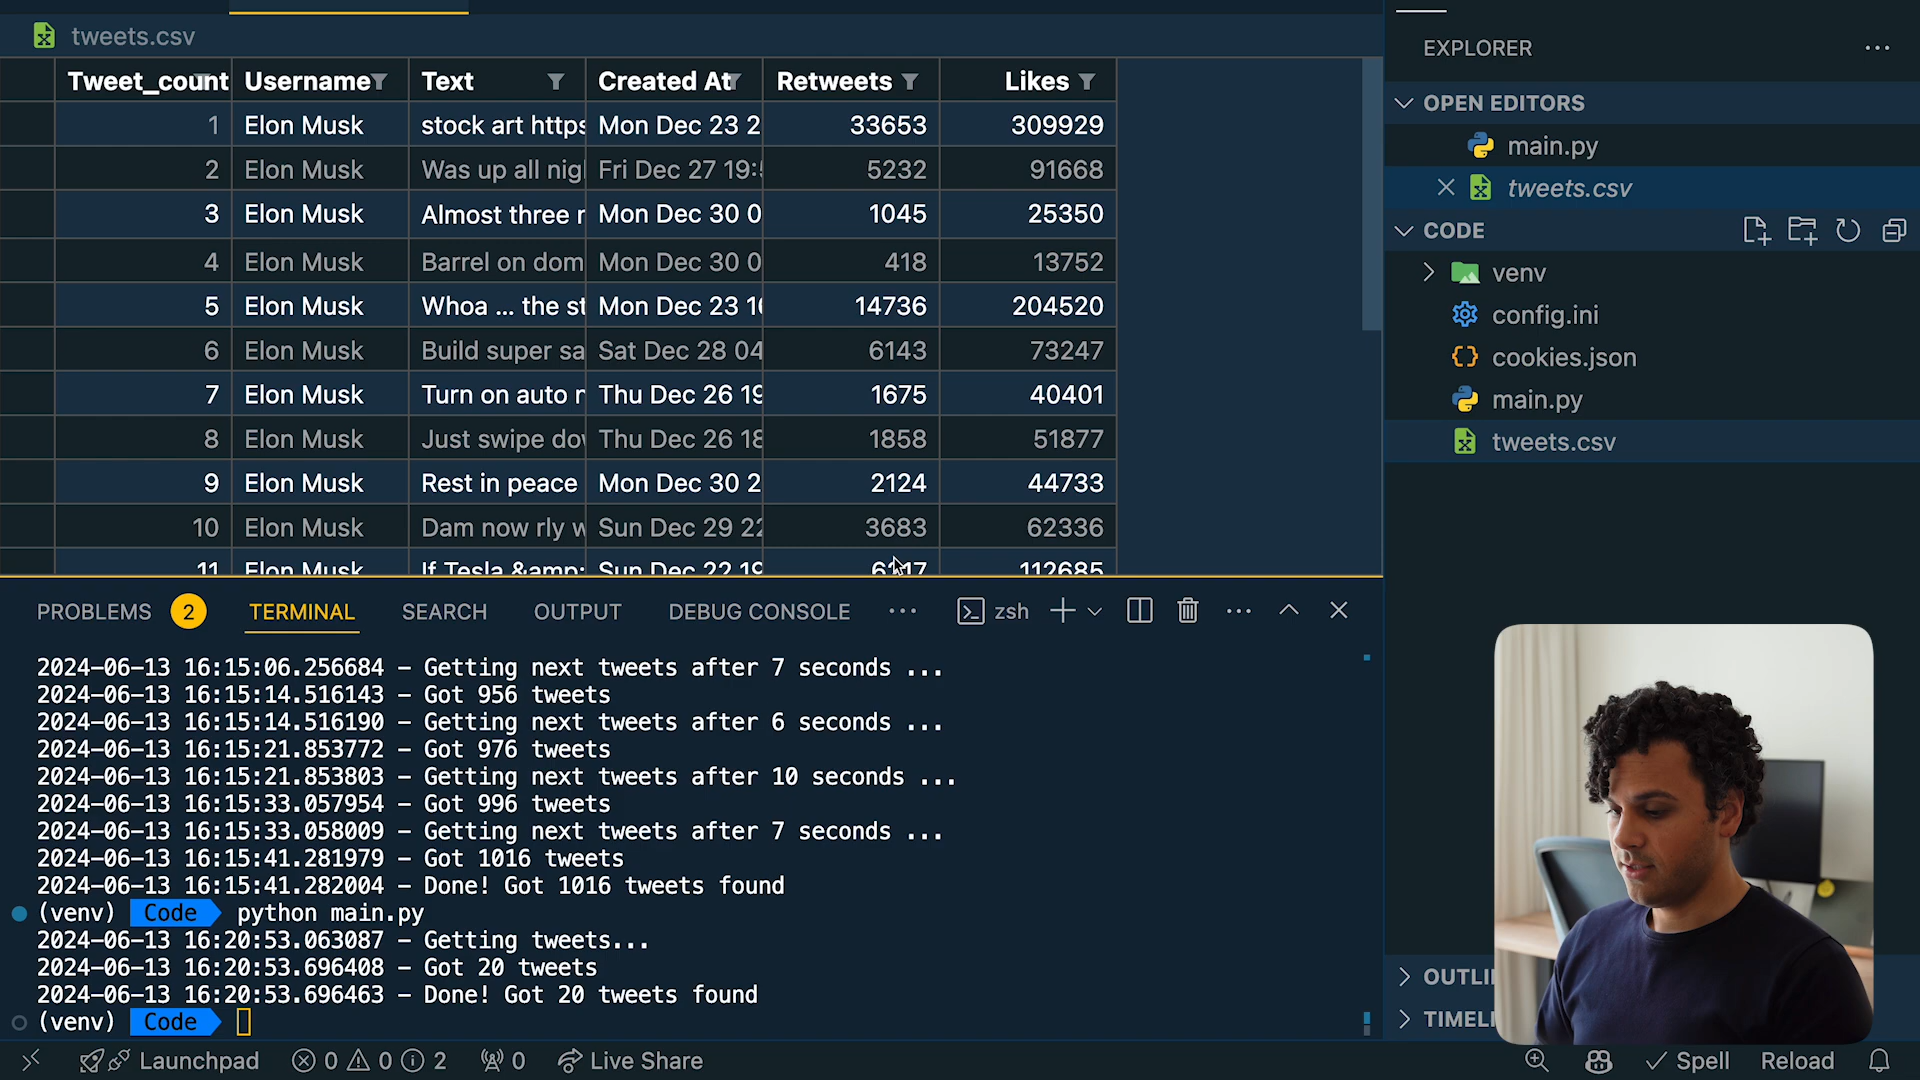 tweets.csv
Tweet_count Username Text Created At Retweets Likes
1 Elon Musk stock art https Mon Dec 23 2 33653 309929
2 Elon Musk Was up all nig Fri Dec 27 19: 5232 91668
3 Elon Musk Almost three Mon Dec 30 0 1045 25350
4 Elon Musk Barrel on dom Mon Dec 30 0 418 13752
5 Elon Musk Whoa ... the st Mon Dec 23 16 14736 204520
6 Elon Musk Build super sa Sat Dec 28 04 6143 73247
7 Elon Musk Turn on auto Thu Dec 26 19 1675 40401
8 Elon Musk Just swipe do Thu Dec 26 18 1858 51877
9 Elon Musk Rest in peace Mon Dec 30 2 2124 44733
10 Elon Musk Dam now rly Sun Dec 29 22 3683 62336
11 Elon Musk If Tesla &amp; Sun Dec 22 19 112685
PROBLEMS 2 TERMINAL SEARCH OUTPUT DEBUG CONSOLE ··· zsh
2024-06-13 16:15:06.256684 - Getting next tweets after 7 seconds ...
2024-06-13 16:15:14.516143 - Got 956 tweets
2024-06-13 16:15:14.516190 - Getting next tweets after 6 seconds ...
2024-06-13 16:15:21.853772 - Got 976 tweets
2024-06-13 16:15:21.853803 - Getting next tweets after 10 seconds ...
2024-06-13 16:15:33.057954 - Got 996 tweets
2024-06-13 16:15:33.058009 - Getting next tweets after 7 seconds ...
2024-06-13 16:15:41.281979 - Got 1016 tweets
2024-06-13 16:15:41.282004 - Done! Got 1016 tweets found
(venv) Code python main.py
2024-06-13 16:20:53.063087 - Getting tweets...
2024-06-13 16:20:53.696408 - Got 20 tweets
2024-06-13 16:20:53.696463 - Done! Got 20 tweets found
(venv) Code
EXPLORER
OPEN EDITORS
main.py
tweets.csv
CODE
venv
config.ini
cookies.json
main.py
tweets.csv
OUTLI
TIMELI
Launchpad 0 0 2 0 Live Share Spell Reload